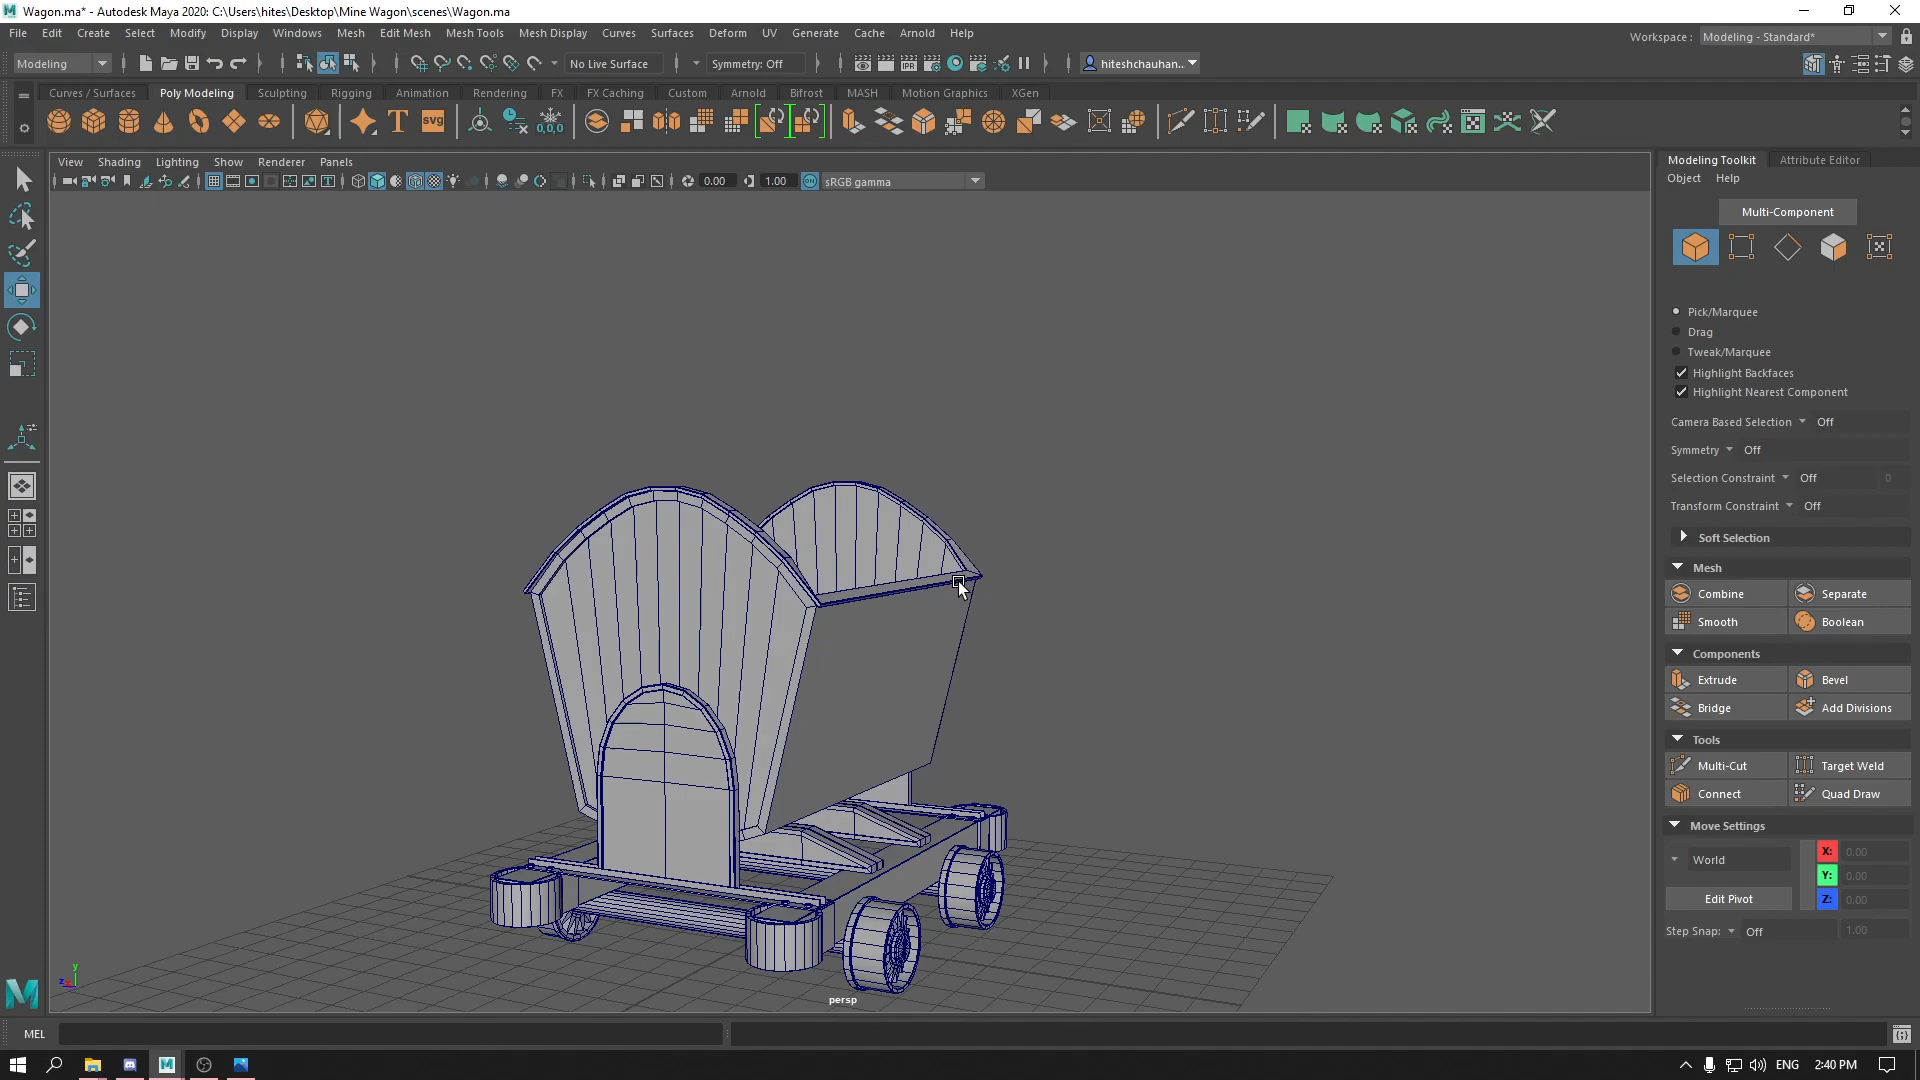 Wagon.ma* - Autodesk Maya 2020: C:\Users\hites\Desktop\Mine Wagon\scenes\Wagon.ma
File Edit Create Select Modify Display Windows Mesh Edit Mesh Mesh Tools Mesh Display Curves Surfaces Deform UV Generate Cache Arnold Help
Workspace : Modeling - Standard*
Modeling No Live Surface Symmetry: Off hiteshchauhan...
Curves / Surfaces Poly Modeling Sculpting Rigging Animation Rendering FX FX Caching Custom Arnold Bifrost MASH Motion Graphics XGen
T svg 0,0,0
View Shading Lighting Show Renderer Panels
0.00 1.00 ON sRGB gamma
Modeling Toolkit Attribute Editor
Object Help
Multi-Component
Pick/Marquee
Drag
Tweak/Marquee
Highlight Backfaces
Highlight Nearest Component
Camera Based Selection Off
Symmetry Off
Selection Constraint Off 0
Transform Constraint Off
Soft Selection
Mesh
Combine Separate
Smooth Boolean
Components
Extrude Bevel
Bridge Add Divisions
Tools
Multi-Cut Target Weld
Connect Quad Draw
Move Settings
World X: 0.00
Y: 0.00
Edit Pivot Z: 0.00
Step Snap: Off 1.00
y
z
persp
MEL
ENG 2:40 PM